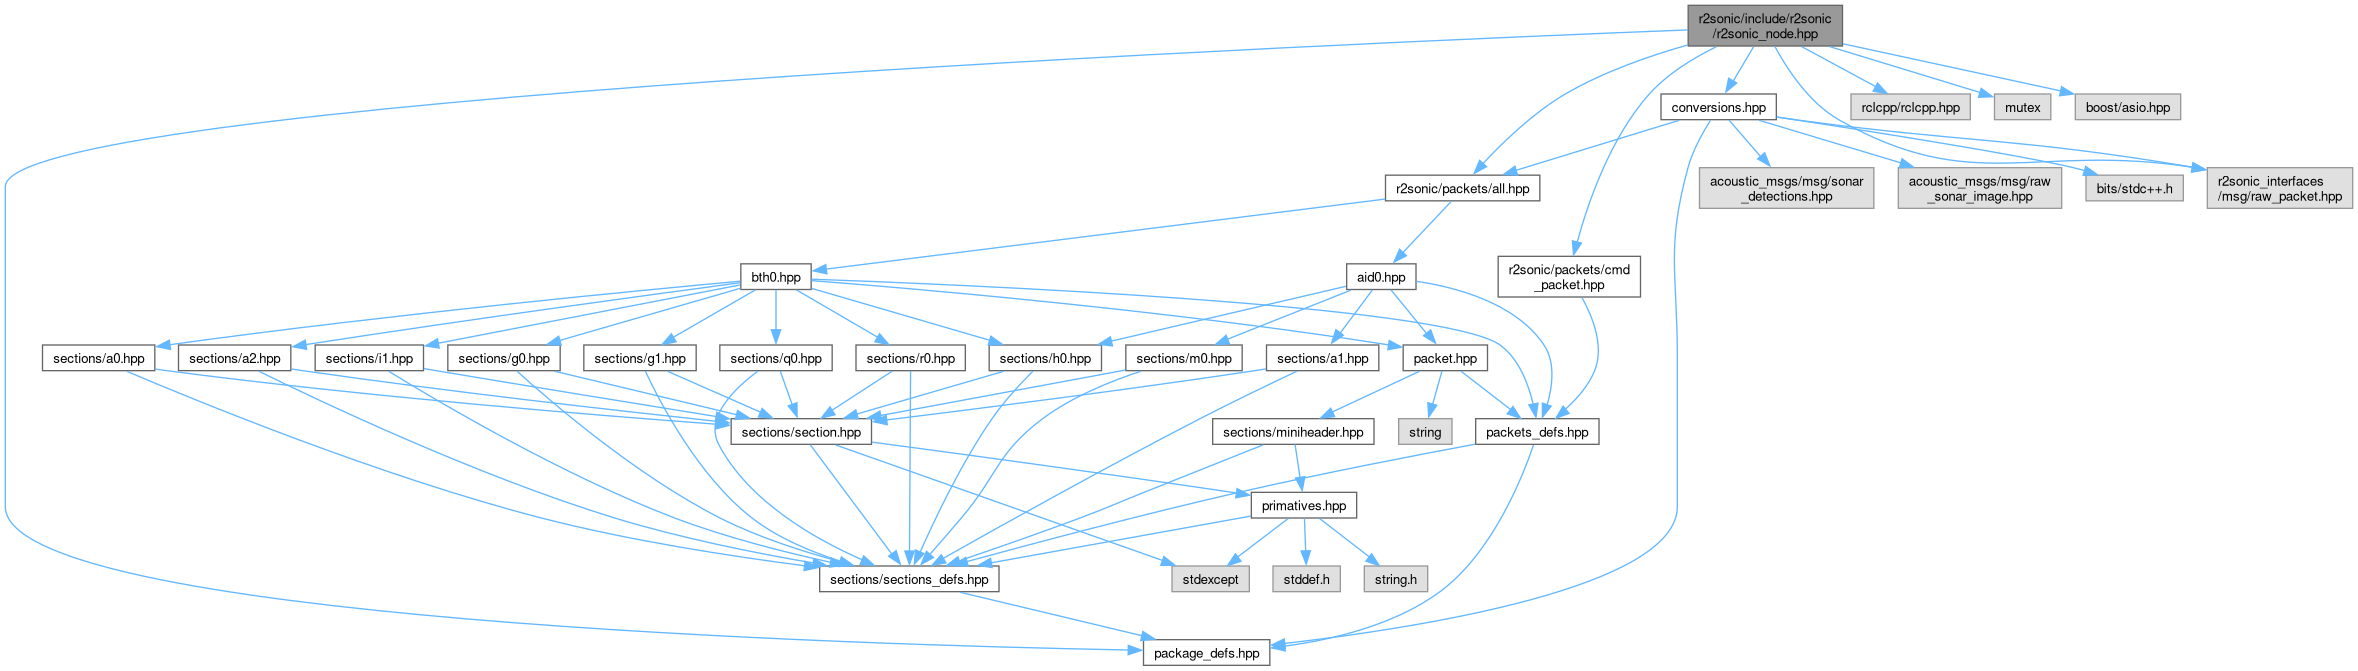 r2sonic/include/r2sonic
/r2sonic_node.hpp
conversions.hpp
rclcpp/rclcpp.hpp
mutex
boost/asio.hpp
r2sonic/packets/all.hpp
acoustic_msgs/msg/sonar
_detections.hpp
acoustic_msgs/msg/raw
_sonar_image.hpp
bits/stdc++.h
r2sonic_interfaces
/msg/raw_packet.hpp
bth0.hpp
aid0.hpp
r2sonic/packets/cmd
_packet.hpp
sections/a0.hpp
sections/a2.hpp
sections/i1.hpp
sections/g0.hpp
sections/g1.hpp
sections/q0.hpp
sections/r0.hpp
sections/h0.hpp
sections/m0.hpp
sections/a1.hpp
packet.hpp
sections/section.hpp
sections/miniheader.hpp
string
packets_defs.hpp
primatives.hpp
sections/sections_defs.hpp
stdexcept
stddef.h
string.h
package_defs.hpp